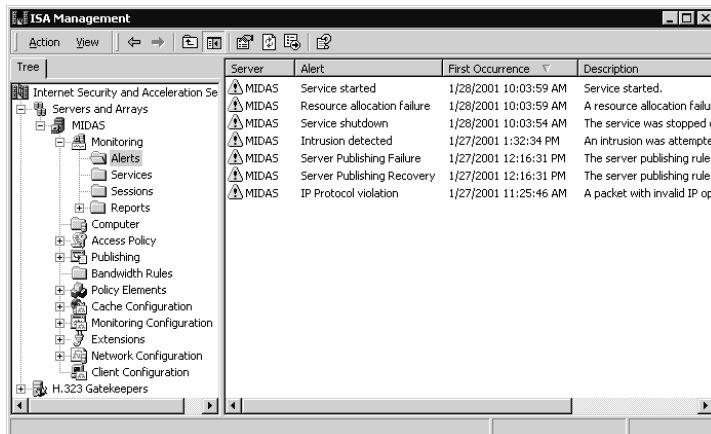 ISA Management
Action View
Tree
Internet Security and Acceleration Se
Servers and Arrays
MIDAS
Monitoring
Alerts
Services
Sessions
Reports
Computer
Access Policy
Publishing
Bandwidth Rules
Policy Elements
Cache Configuration
Monitoring Configuration
Extensions
Network Configuration
Client Configuration
H.323 Gatekeepers
Server Alert First Occurrence Description
MIDAS Service started 1/28/2001 10:03:59 AM Service started.
MIDAS Resource allocation failure 1/28/2001 10:03:59 AM A resource allocation failu
MIDAS Service shutdown 1/28/2001 10:03:54 AM The service was stopped
MIDAS Intrusion detected 1/27/2001 1:32:34 PM An intrusion was attempte
MIDAS Server Publishing Failure 1/27/2001 12:16:31 PM The server publishing rule
MIDAS Server Publishing Recovery 1/27/2001 12:16:31 PM The server publishing rule
MIDAS IP Protocol violation 1/27/2001 11:25:46 AM A packet with invalid IP op